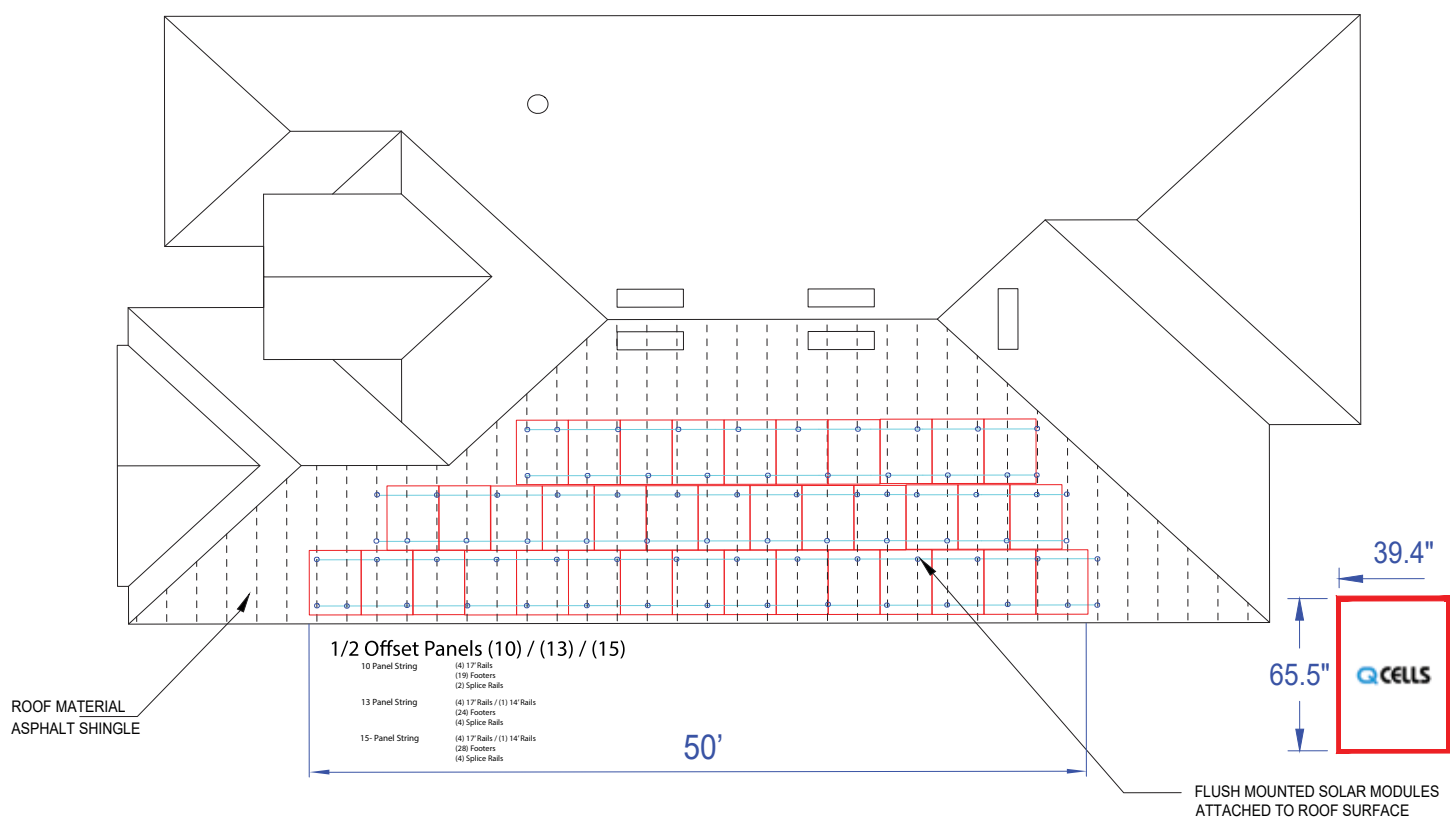 39.4"
65.5"
Q CELLS
1/2 Offset Panels (10) / (13) / (15)
10 Panel String
(4) 17' Rails
(19) Footers
(2) Splice Rails
13 Panel String
(4) 17' Rails / (1) 14' Rails
(24) Footers
(4) Splice Rails
15- Panel String
(4) 17' Rails / (1) 14' Rails
(28) Footers
(4) Splice Rails
50'
ROOF MATERIAL
ASPHALT SHINGLE
FLUSH MOUNTED SOLAR MODULES
ATTACHED TO ROOF SURFACE